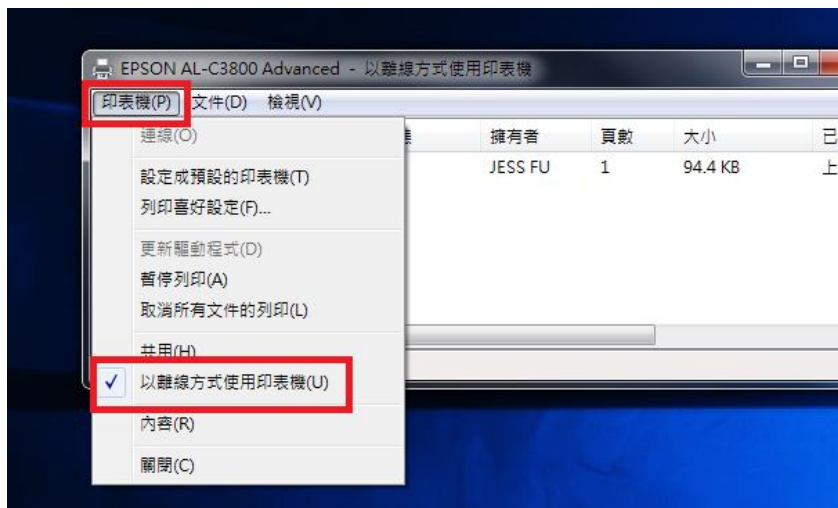 EPSON AL-C3800 Advanced - 以離線方式使用印表機
印表機(P) 文件(D) 檢視(V)
連線(O)
擁有者 頁數 大小 已
設定成預設的印表機(T)
JESS FU 1 94.4 KB 上
列印喜好設定(F)...
更新驅動程式(D)
暫停列印(A)
取消所有文件的列印(L)
共用(H)
✓ 以離線方式使用印表機(U)
內容(R)
關閉(C)